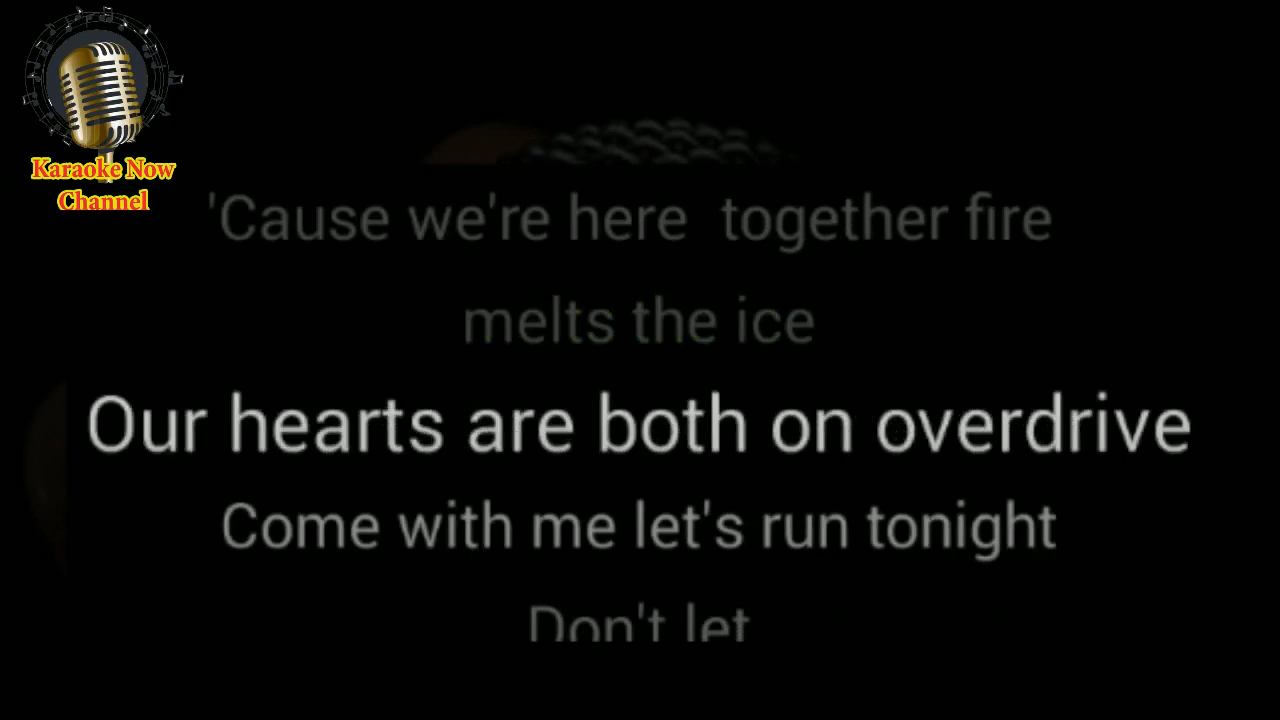 Karaoke Now
Channel
'Cause we're here  together fire
melts the ice
Our hearts are both on overdrive
Come with me let's run tonight
Don't let